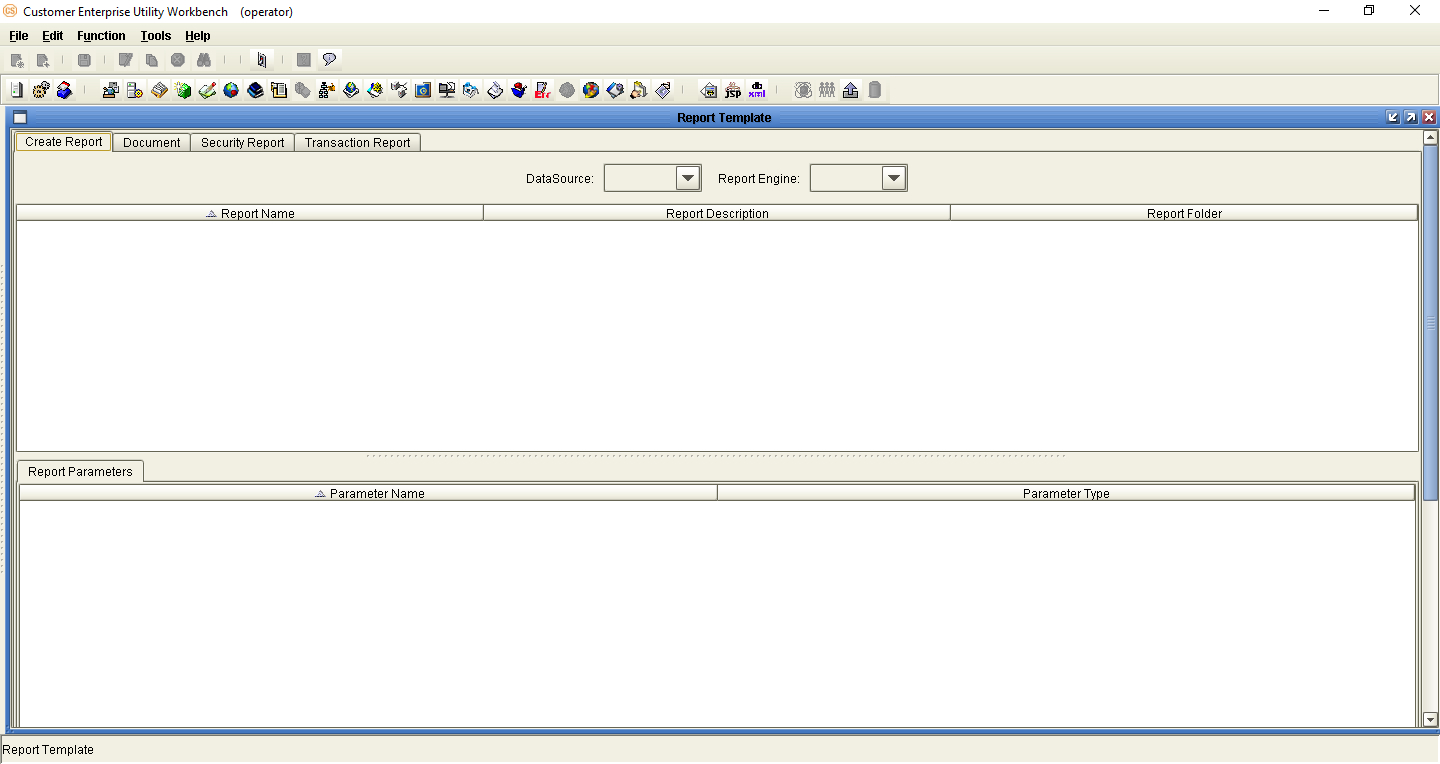 CS Customer Enterprise Utility Workbench (operator)
File Edit Function Tools Help
jsp xml
Report Template
Create Report Document Security Report Transaction Report
DataSource: Report Engine:
Report Name Report Description Report Folder
Report Parameters
Parameter Name Parameter Type
Report Template